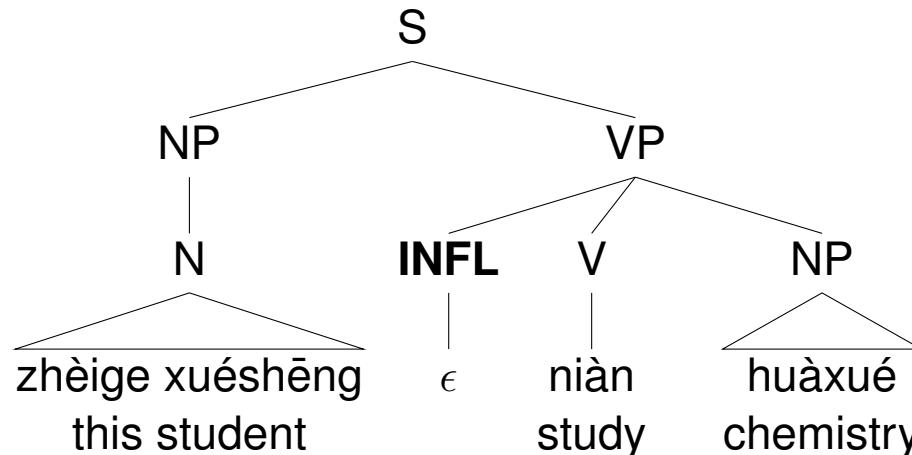 S
NP VP
N INFL V NP
zhèige xuéshēng ϵ niàn huàxué
this student study chemistry